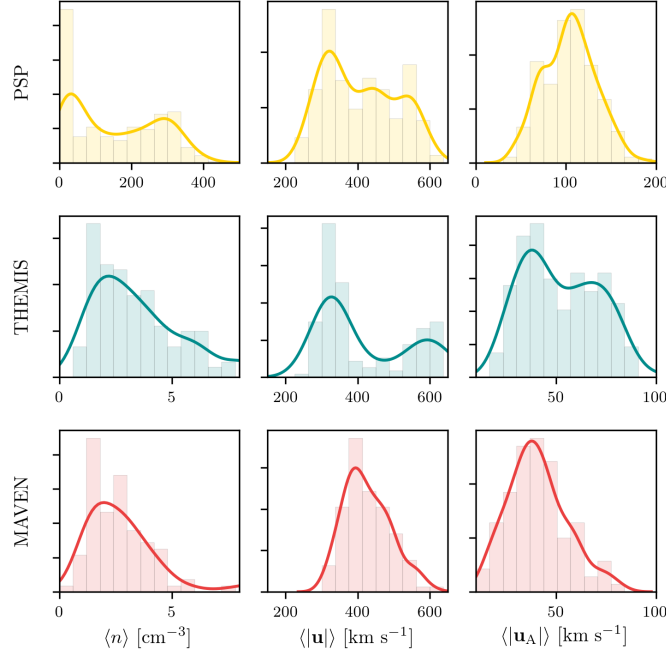 PSP
0 200 400
200 400 600
0 100 200
THEMIS
0 5
200 400 600
50 100
MAVEN
0 5
200 400 600
50 100
⟨n⟩ [cm⁻³]
⟨|u|⟩ [km s⁻¹]
⟨|u_A|⟩ [km s⁻¹]